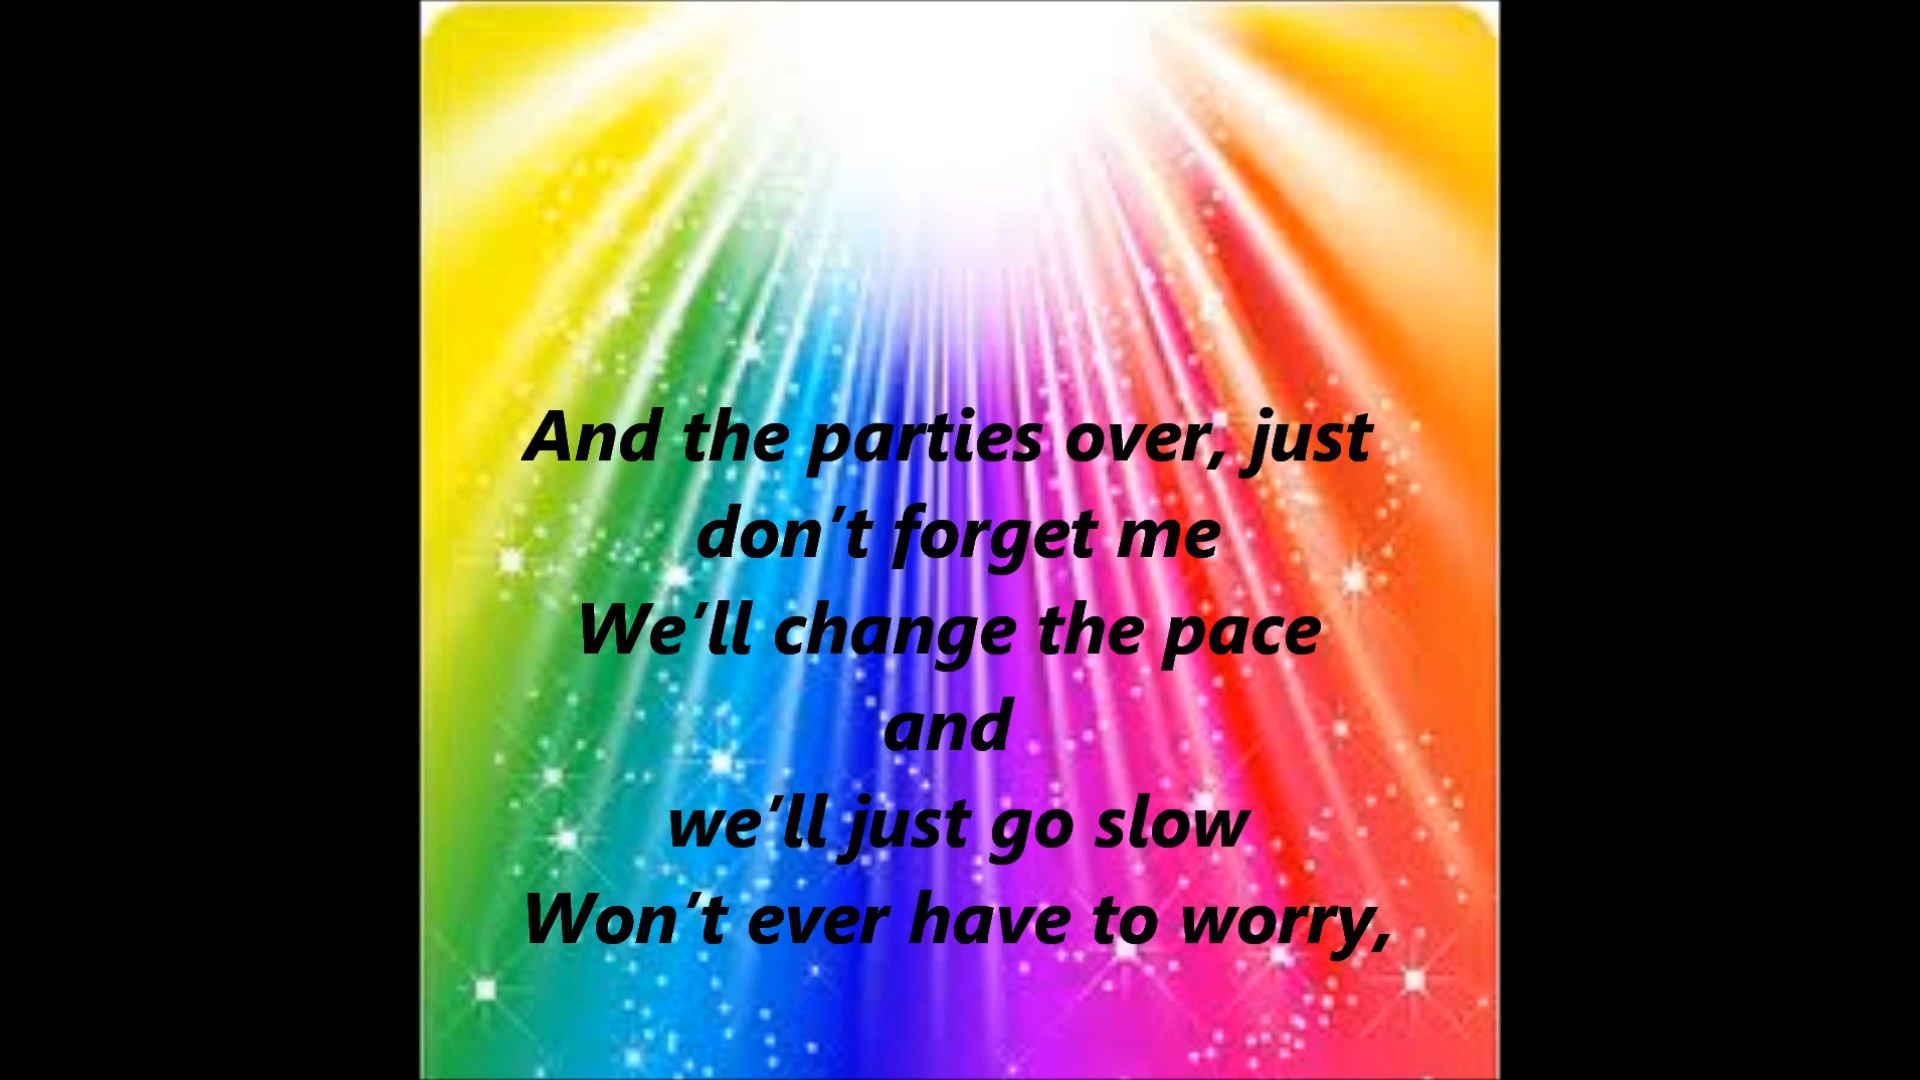 And the parties over, just
don't forget me
We'll change the pace
and
we'll just go slow
Won't ever have to worry,